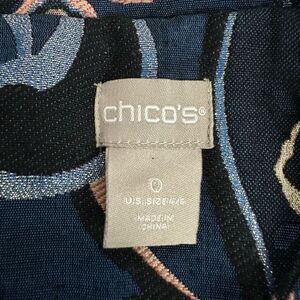 chico's®
0
U.S. SIZE 4/6
MADE IN
CHINA